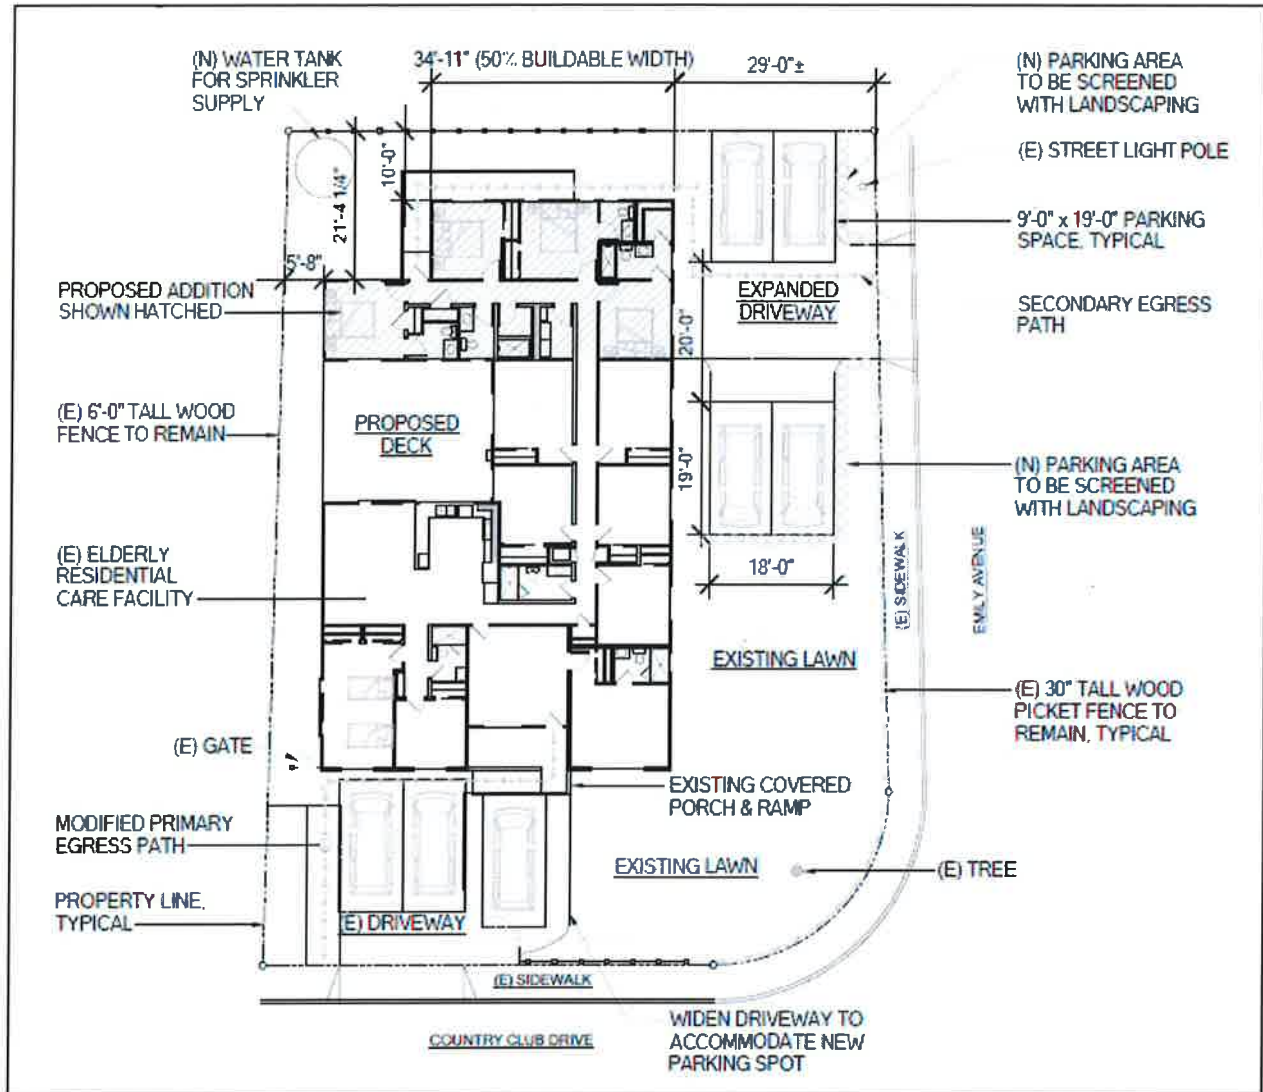 (N) WATER TANK
FOR SPRINKLER
SUPPLY
34'-11" (50% BUILDABLE WIDTH)
29'-0"±
(N) PARKING AREA
TO BE SCREENED
WITH LANDSCAPING
(E) STREET LIGHT POLE
10'-0"
21'-4 1/4"
9'-0" x 19'-0" PARKING
SPACE, TYPICAL
5'-8"
PROPOSED ADDITION
SHOWN HATCHED
EXPANDED
DRIVEWAY
SECONDARY EGRESS
PATH
20'-0"
(E) 6'-0" TALL WOOD
FENCE TO REMAIN
PROPOSED
DECK
19'-0"
(N) PARKING AREA
TO BE SCREENED
WITH LANDSCAPING
(E) ELDERLY
RESIDENTIAL
CARE FACILITY
18'-0"
(E) SIDEWALK
EMILY AVENUE
EXISTING LAWN
(E) 30" TALL WOOD
PICKET FENCE TO
REMAIN, TYPICAL
(E) GATE
EXISTING COVERED
PORCH & RAMP
MODIFIED PRIMARY
EGRESS PATH
EXISTING LAWN
(E) TREE
PROPERTY LINE,
TYPICAL
(E) DRIVEWAY
(E) SIDEWALK
COUNTRY CLUB DRIVE
WIDEN DRIVEWAY TO
ACCOMMODATE NEW
PARKING SPOT